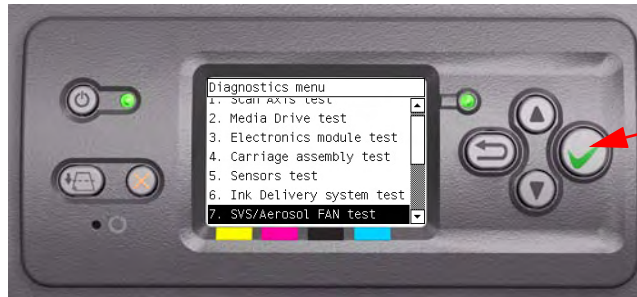 Diagnostics menu
1. Scan Axis test
2. Media Drive test
3. Electronics module test
4. Carriage assembly test
5. Sensors test
6. Ink Delivery system test
7. SVS/Aerosol FAN test